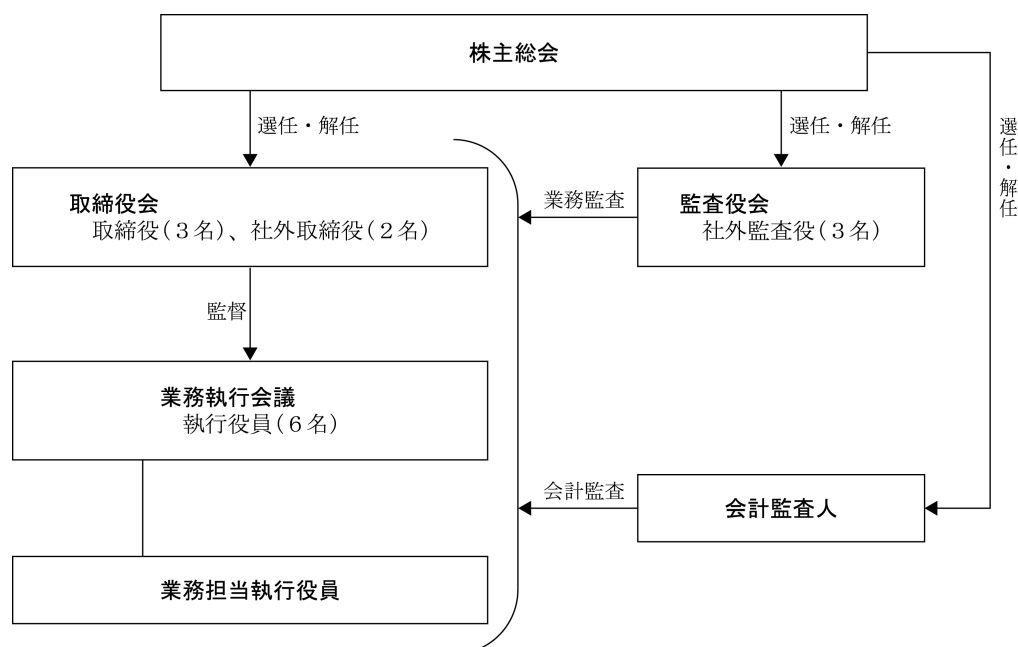 株主総会
選任・解任
選任・解任
選任・解任
取締役会
取締役(3名)、社外取締役(2名)
業務監査
監査役会
社外監査役(3名)
監督
業務執行会議
執行役員(6名)
会計監査
会計監査人
業務担当執行役員